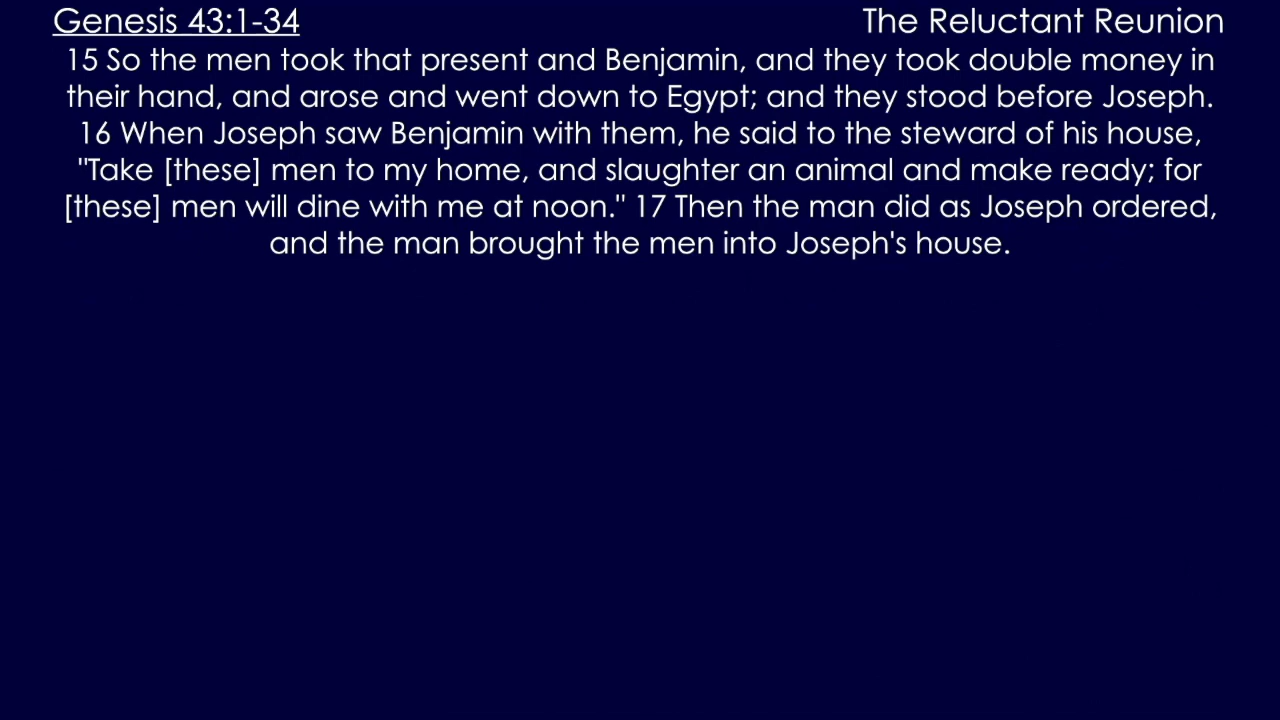 Genesis 43:1-34 The Reluctant Reunion
15 So the men took that present and Benjamin, and they took double money in
their hand, and arose and went down to Egypt; and they stood before Joseph.
16 When Joseph saw Benjamin with them, he said to the steward of his house,
"Take [these] men to my home, and slaughter an animal and make ready; for
[these] men will dine with me at noon." 17 Then the man did as Joseph ordered,
and the man brought the men into Joseph's house.